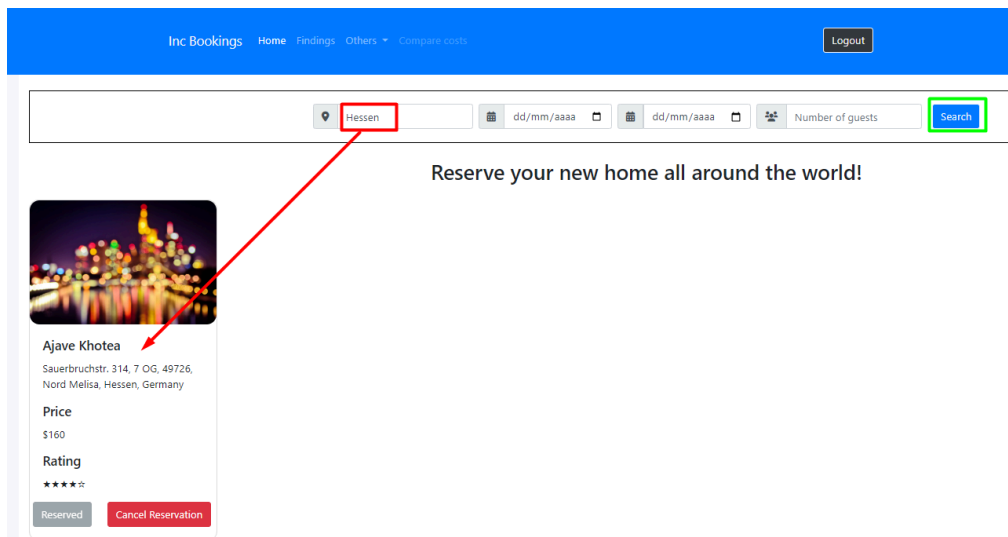 Inc Bookings Home Findings Others Compare costs Logout
Hessen dd/mm/aaaa dd/mm/aaaa Number of guests Search
Reserve your new home all around the world!
Ajave Khotea
Sauerbruchstr. 314, 7 OG, 49726,
Nord Melisa, Hessen, Germany
Price
$160
Rating
★★★★☆
Reserved Cancel Reservation